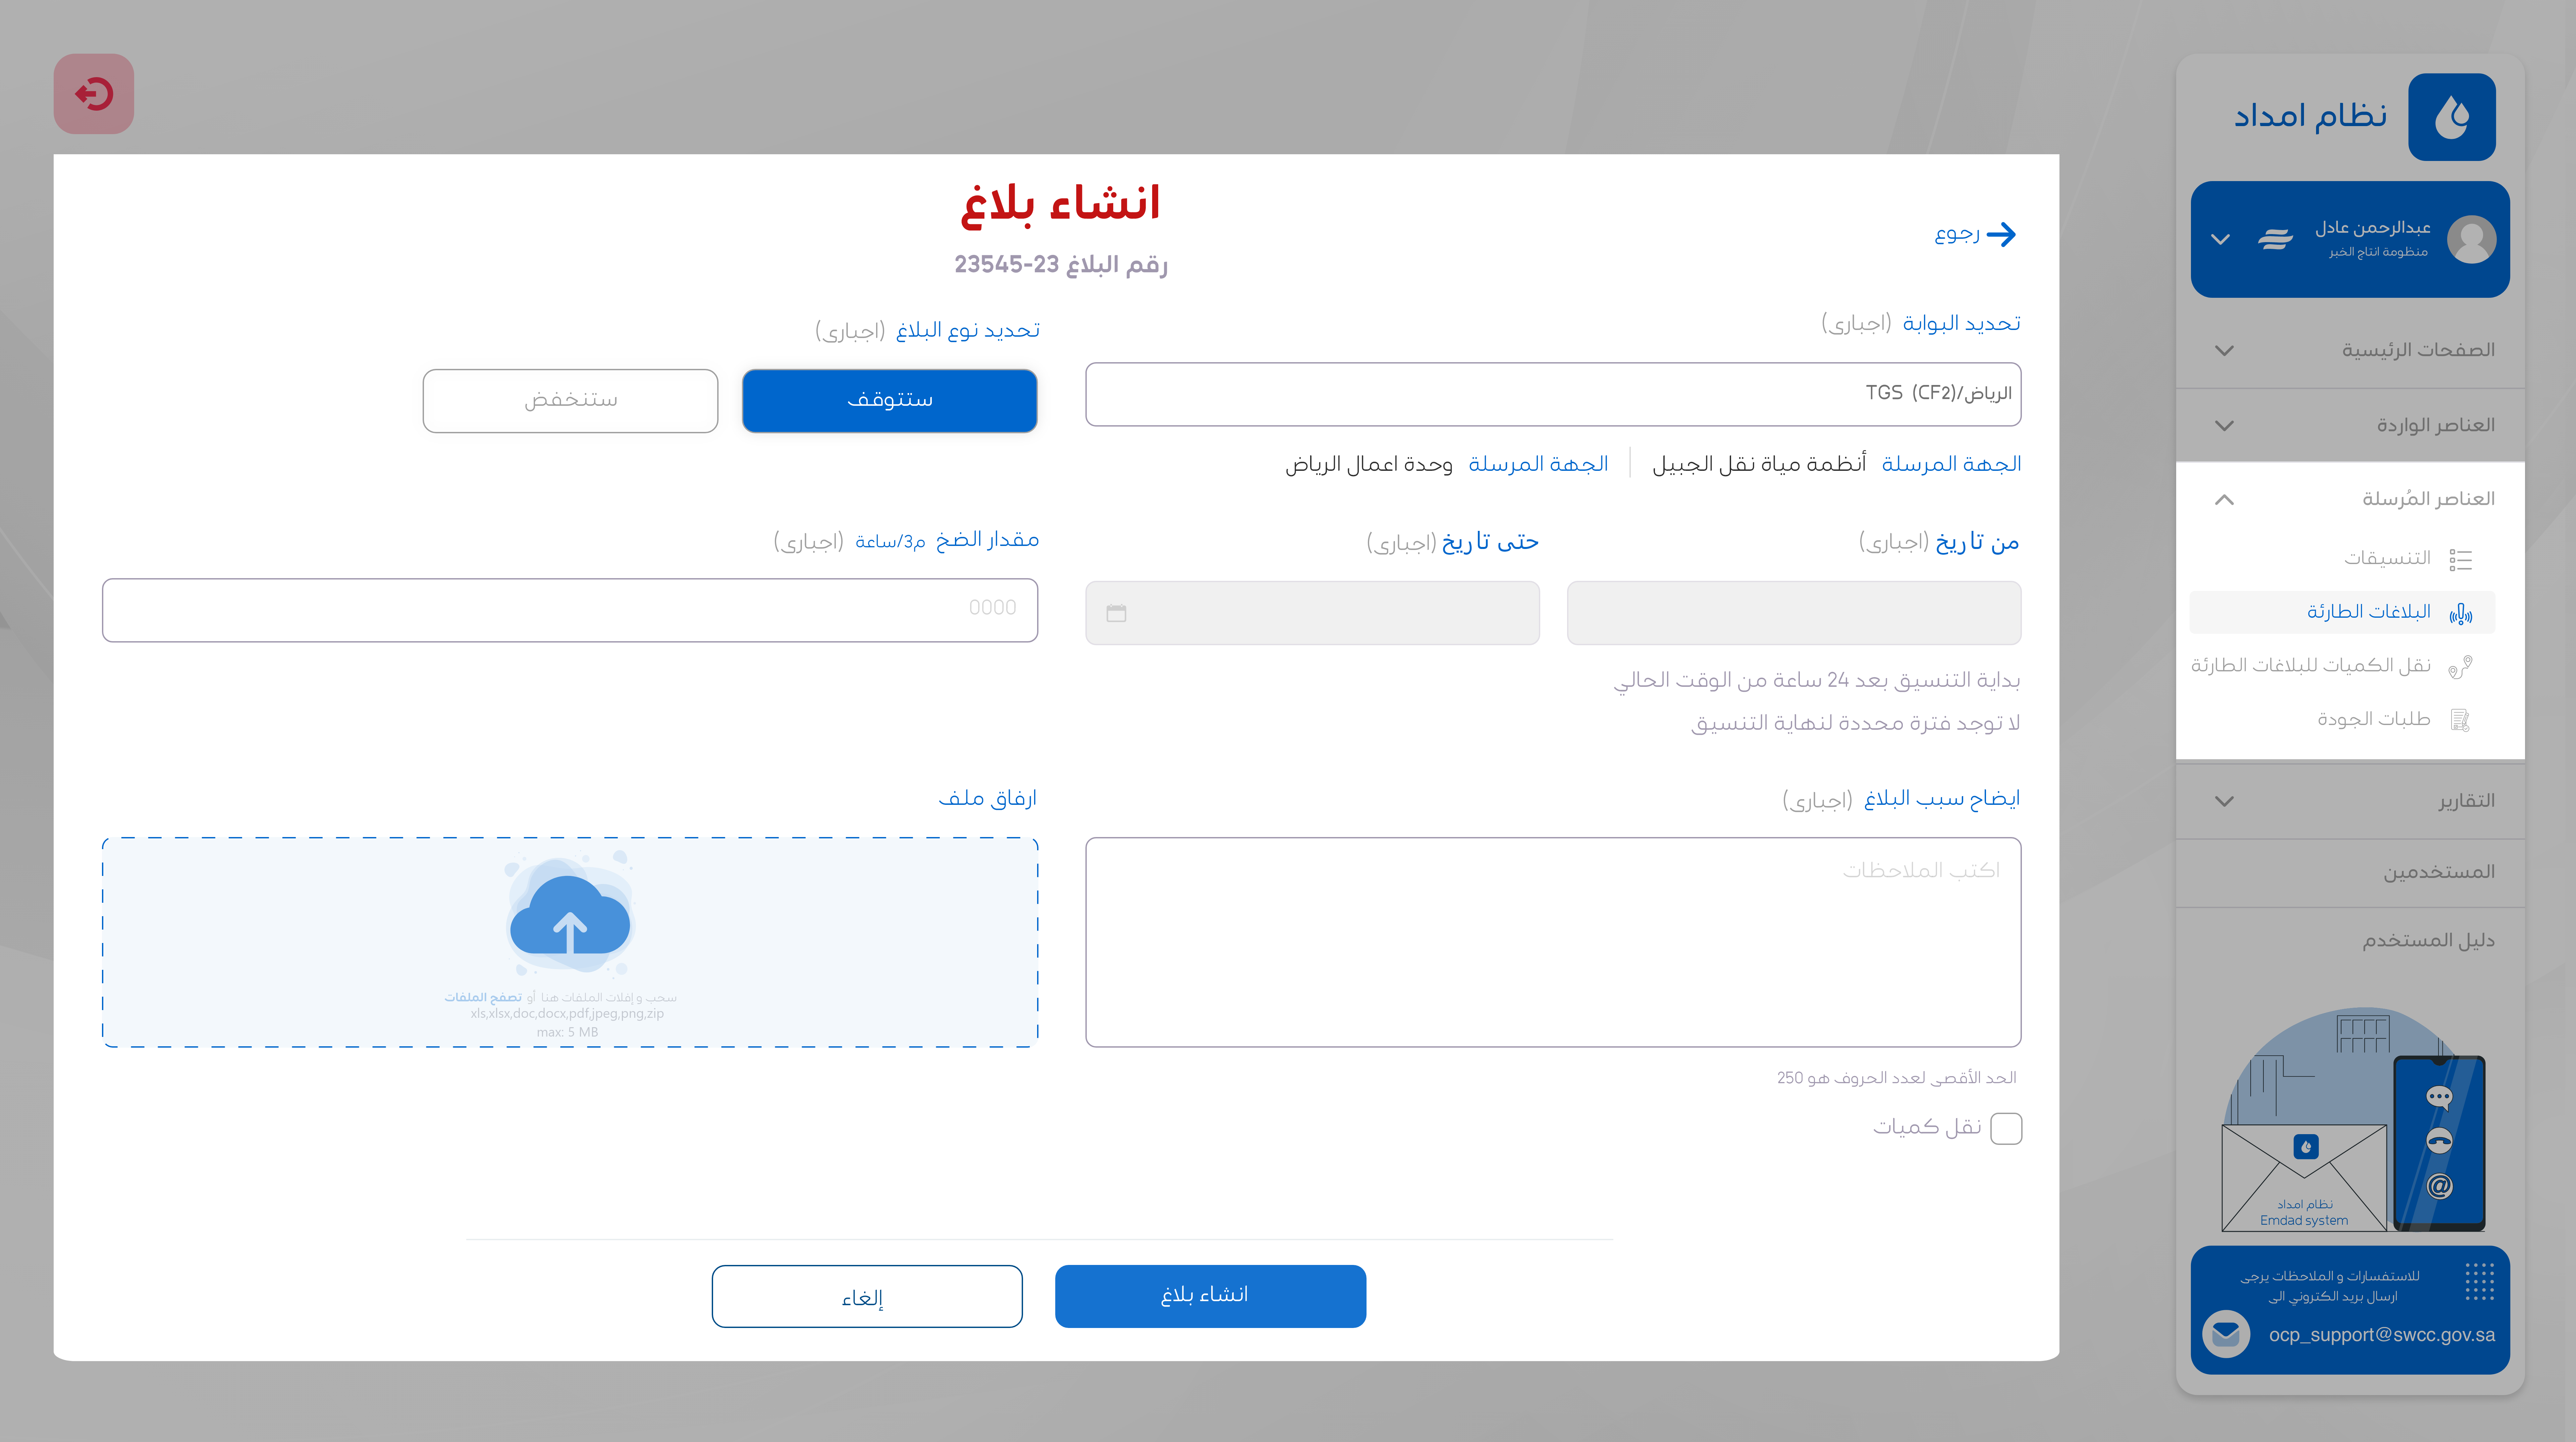 نظام امداد
عبدالرحمن عادل
منظومة انتاج الخبر
الصفحات الرئيسية
العناصر الواردة
العناصر المُرسلة
التنسيقات
البلاغات الطارئة
نقل الكميات للبلاغات الطارئة
طلبات الجودة
التقارير
المستخدمين
دليل المستخدم
نظام امداد
Emdad system
للاستفسارات و الملاحظات يرجى
ارسال بريد الكتروني الى
ocp_support@swcc.gov.sa
انشاء بلاغ
رقم البلاغ 23-23545
رجوع
تحديد البوابة (اجبارى)
الرياض/TGS (CF2)
الجهة المرسلة أنظمة مياة نقل الجبيل
الجهة المرسلة وحدة اعمال الرياض
تحديد نوع البلاغ (اجبارى)
ستتوقف
ستنخفض
من تاريخ (اجبارى)
حتى تاريخ (اجبارى)
بداية التنسيق بعد 24 ساعة من الوقت الحالي
لا توجد فترة محددة لنهاية التنسيق
مقدار الضخ م3/ساعة (اجبارى)
0000
ايضاح سبب البلاغ (اجبارى)
اكتب الملاحظات
الحد الأقصى لعدد الحروف هو 250
نقل كميات
ارفاق ملف
سحب و إفلات الملفات هنا أو تصفح الملفات
xls,xlsx,doc,docx,pdf,jpeg,png,zip
max: 5 MB
انشاء بلاغ
إلغاء